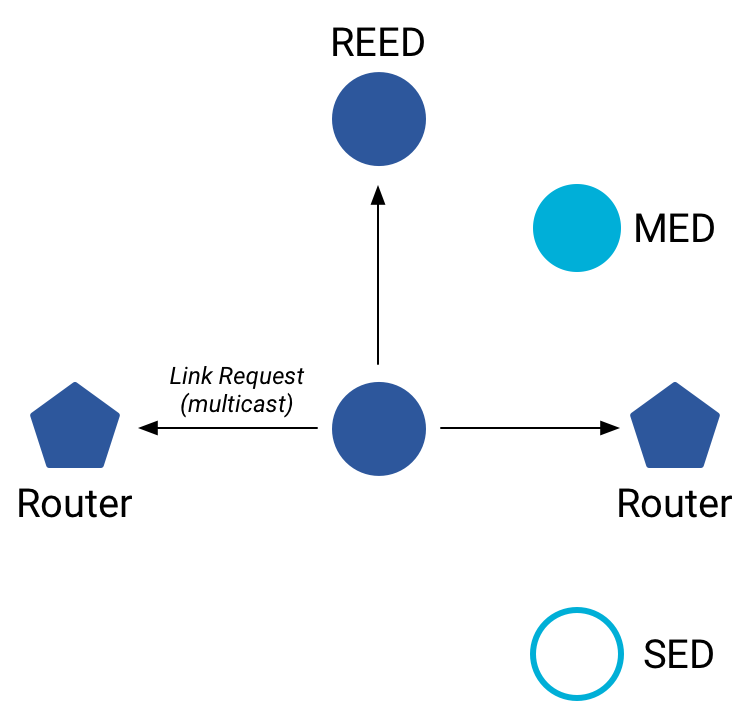 REED
MED
Link Request
(multicast)
Router
Router
SED